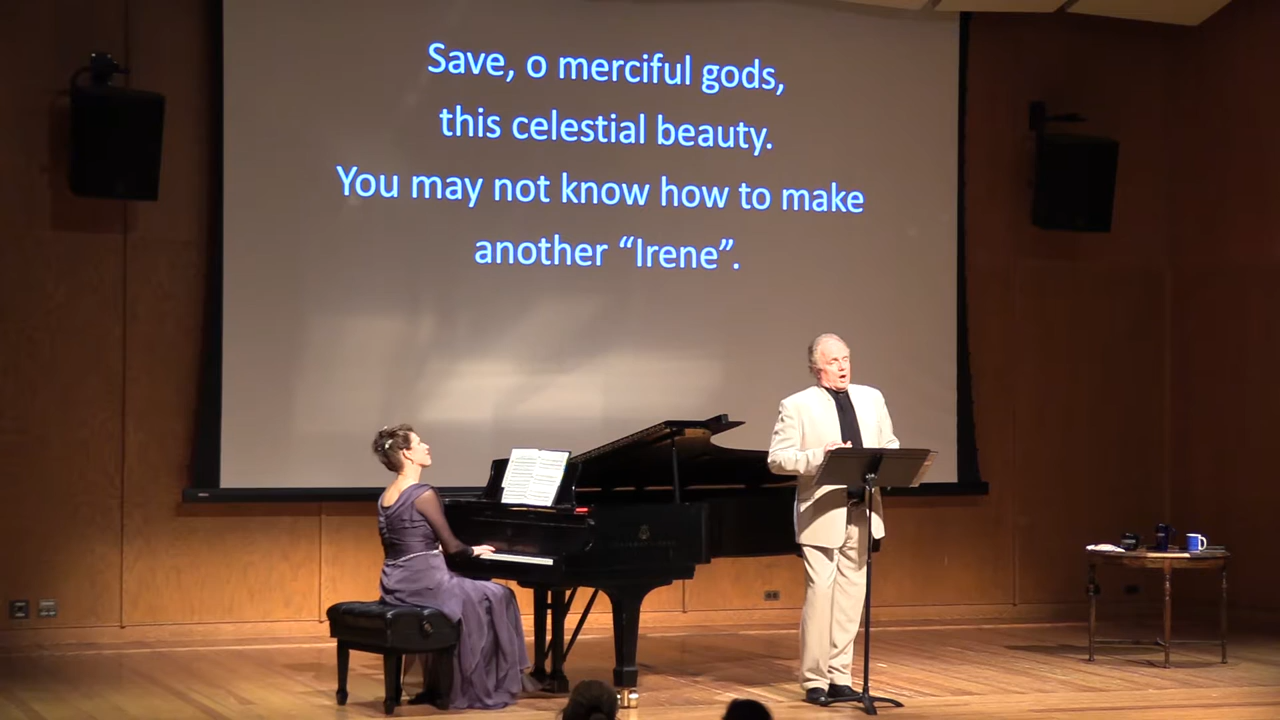 Save, o merciful gods,
this celestial beauty.
You may not know how to make
another “Irene”.